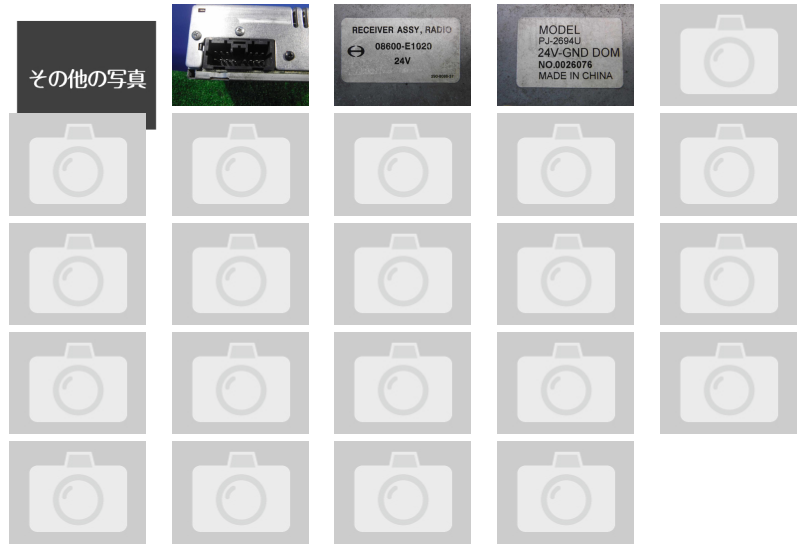 その他の写真
RECEIVER ASSY, RADIO
08600-E1020
24V
MODEL
PJ-2694U
24V-GND DOM
NO.0026076
MADE IN CHINA